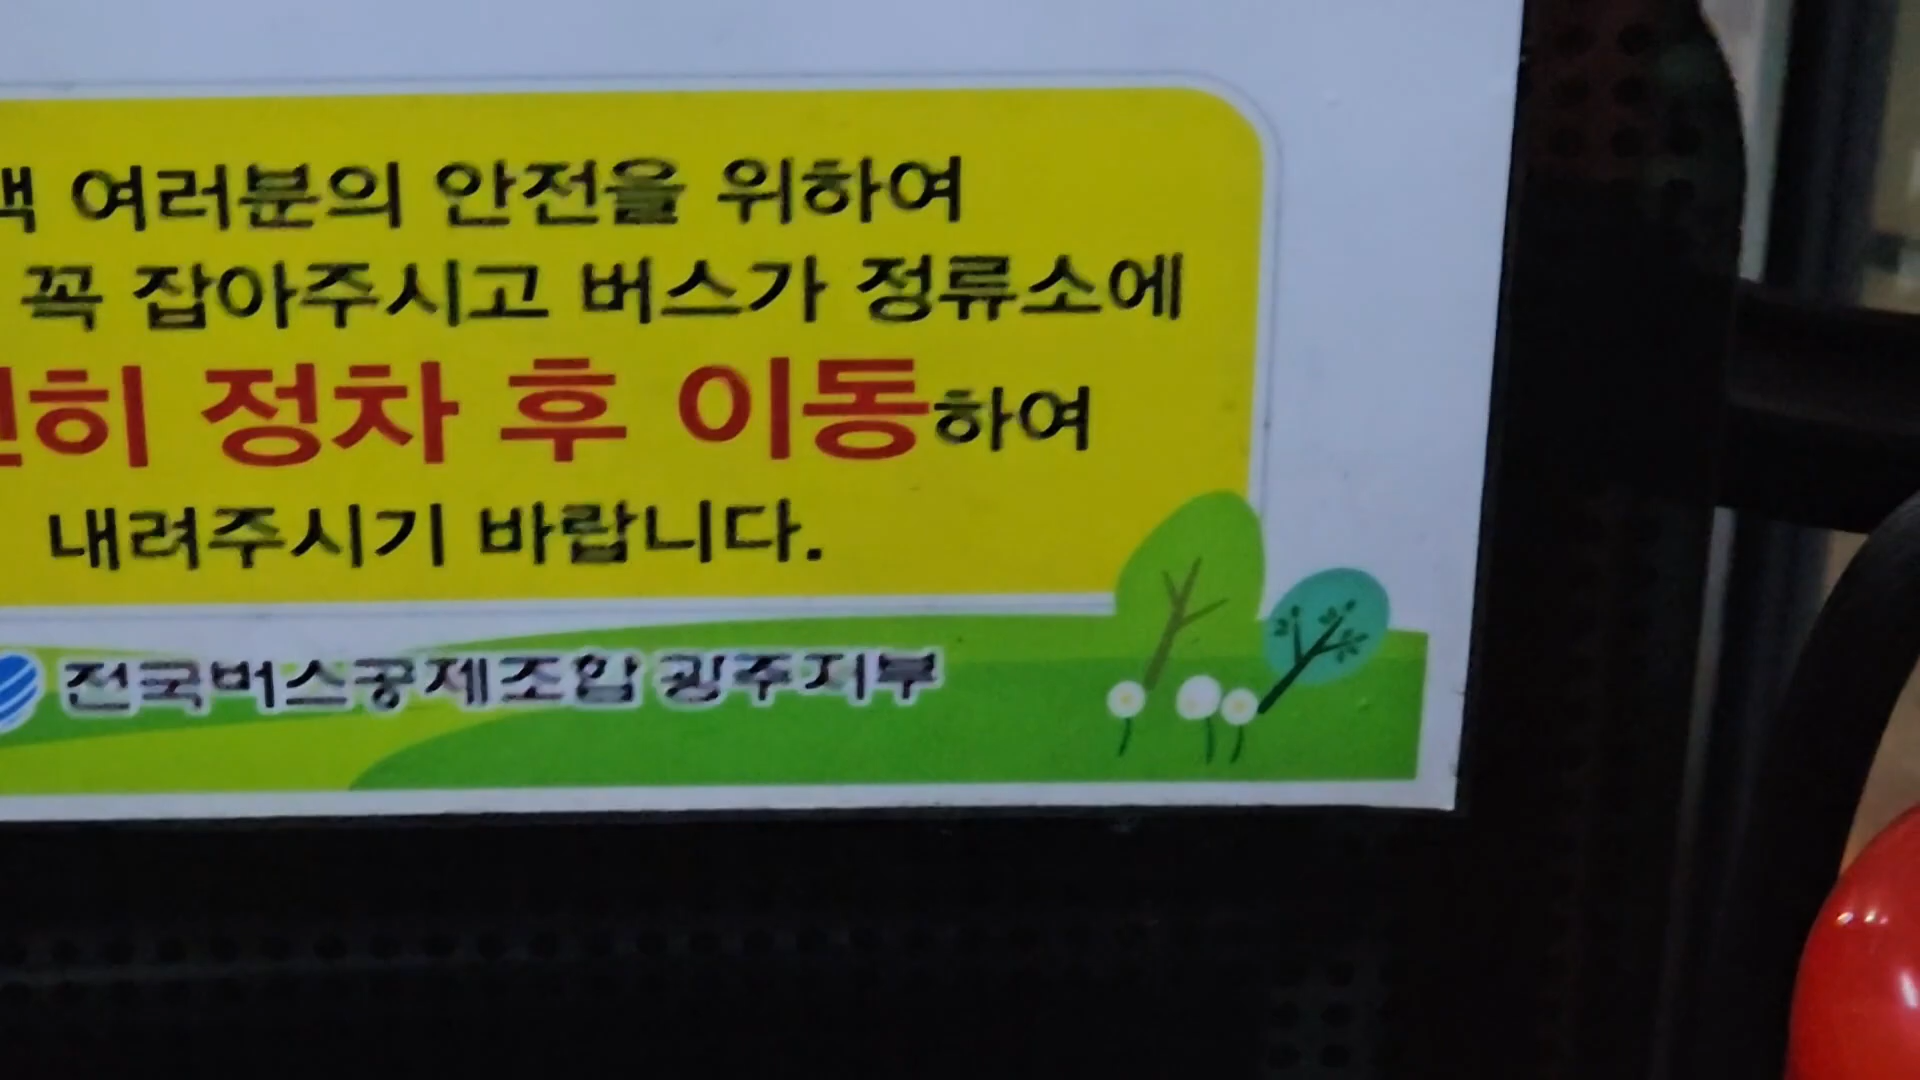 여러분의 안전을 위하여
꼭 잡아주시고 버스가 정류소에
히 정차 후 이동하여
내려주시기 바랍니다.
전국버스공제조합 광주지부